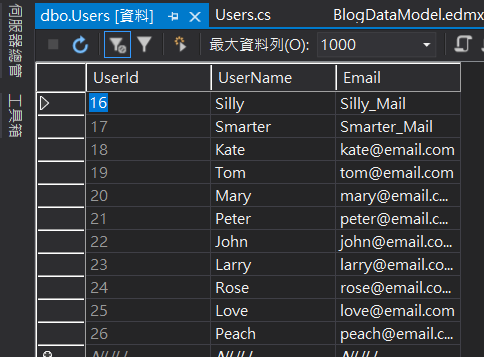 伺服器總管
工具箱
dbo.Users [資料]
Users.cs
BlogDataModel.edmx
最大資料列(O):
1000
UserId UserName Email
16 Silly Silly_Mail
17 Smarter Smarter_Mail
18 Kate kate@email.com
19 Tom tom@email.com
20 Mary mary@email.c...
21 Peter peter@email.c...
22 John john@email.co...
23 Larry larry@email.co...
24 Rose rose@email.co...
25 Love love@email.com
26 Peach peach@email.c...
NULL NULL NULL